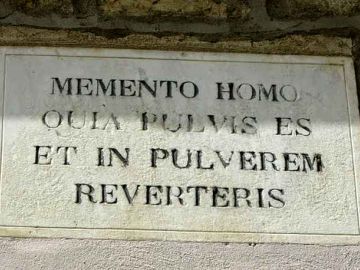 MEMENTO HOMO
QUIA PULVIS ES
ET IN PULVEREM
REVERTERIS